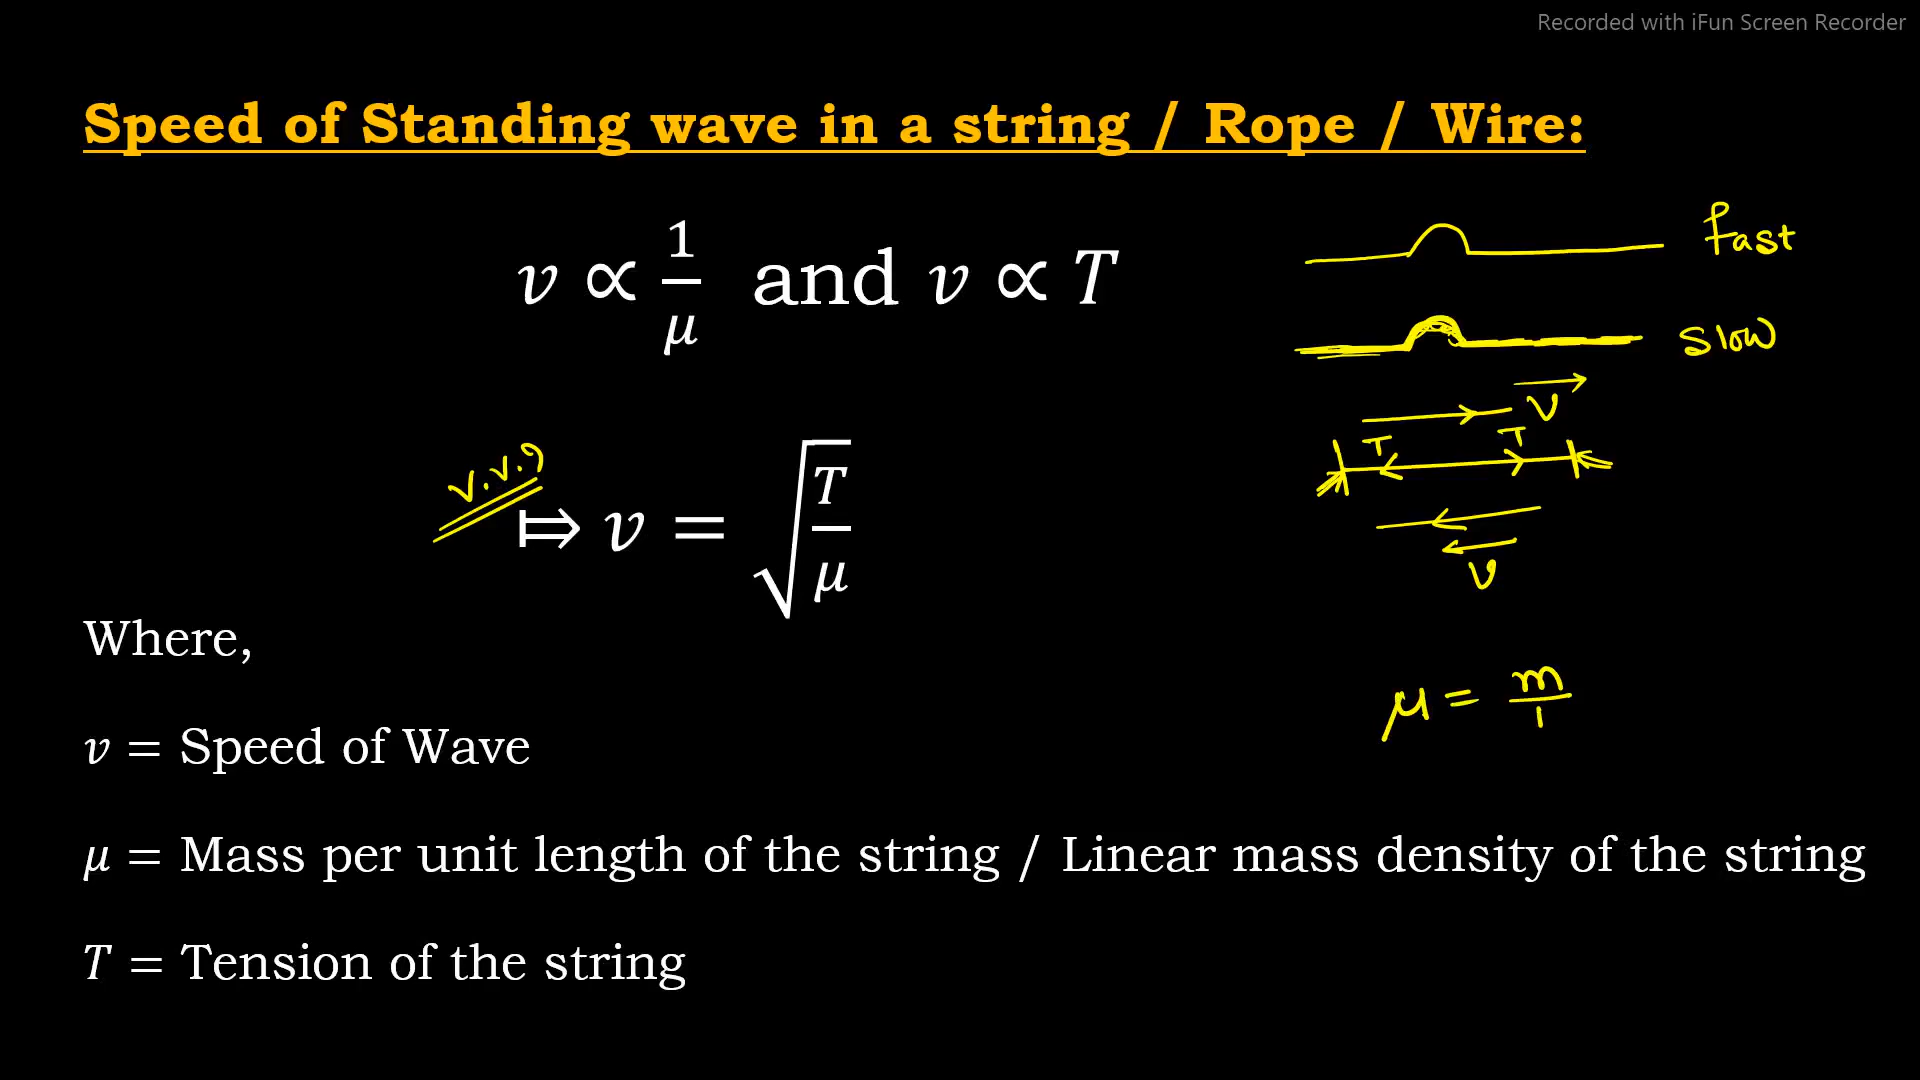 Recorded with iFun Screen Recorder
Speed of Standing wave in a string / Rope / Wire:
v ∝ 1/μ and v ∝ T
fast
slow
v
T T
v.v.9
⤇ v = √(T/μ)
v
Where,
μ = m/l
v = Speed of Wave
μ = Mass per unit length of the string / Linear mass density of the string
T = Tension of the string